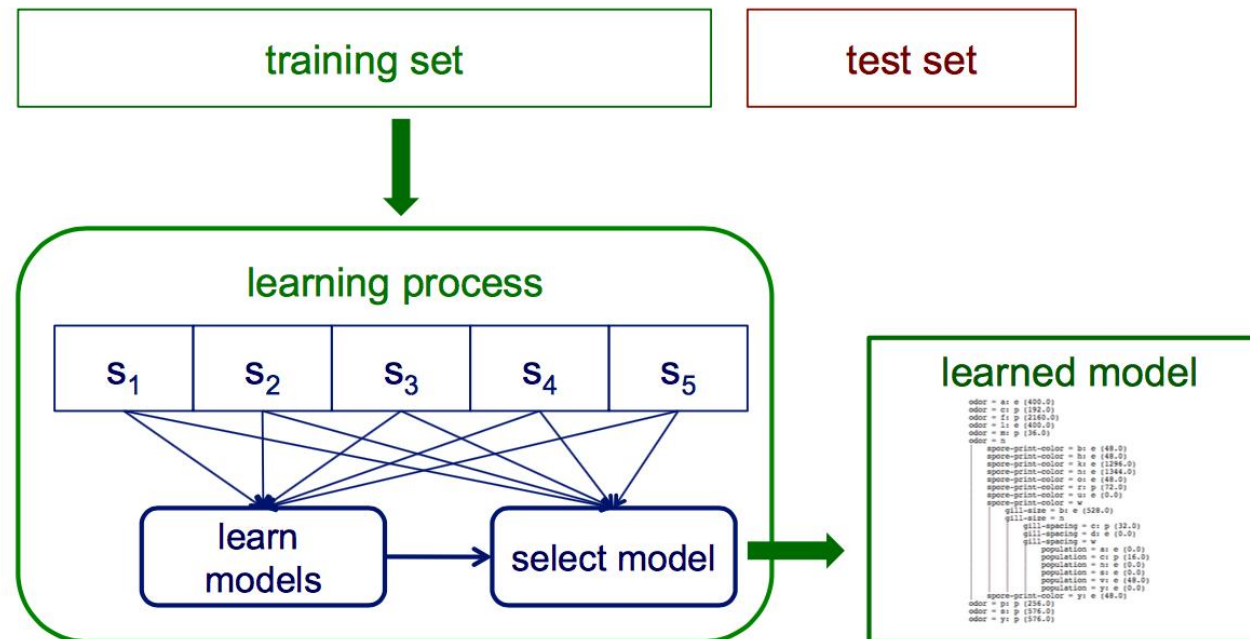 training set
test set
learning process
s₁ s₂ s₃ s₄ s₅
learn
models
select model
learned model
odor = a: e (400.0)
odor = c: p (192.0)
odor = f: p (2160.0)
odor = l: e (400.0)
odor = m: p (36.0)
odor = n
| spore-print-color = b: e (48.0)
| spore-print-color = h: e (48.0)
| spore-print-color = k: e (1296.0)
| spore-print-color = n: e (1344.0)
| spore-print-color = o: e (48.0)
| spore-print-color = r: p (72.0)
| spore-print-color = u: e (0.0)
| spore-print-color = w
| | gill-size = b: e (528.0)
| | gill-size = n
| | | gill-spacing = c: p (32.0)
| | | gill-spacing = d: e (0.0)
| | | gill-spacing = w
| | | | population = a: e (0.0)
| | | | population = c: p (16.0)
| | | | population = n: e (0.0)
| | | | population = s: e (0.0)
| | | | population = v: e (48.0)
| | | | population = y: e (0.0)
| spore-print-color = y: e (48.0)
odor = p: p (256.0)
odor = s: p (576.0)
odor = y: p (576.0)